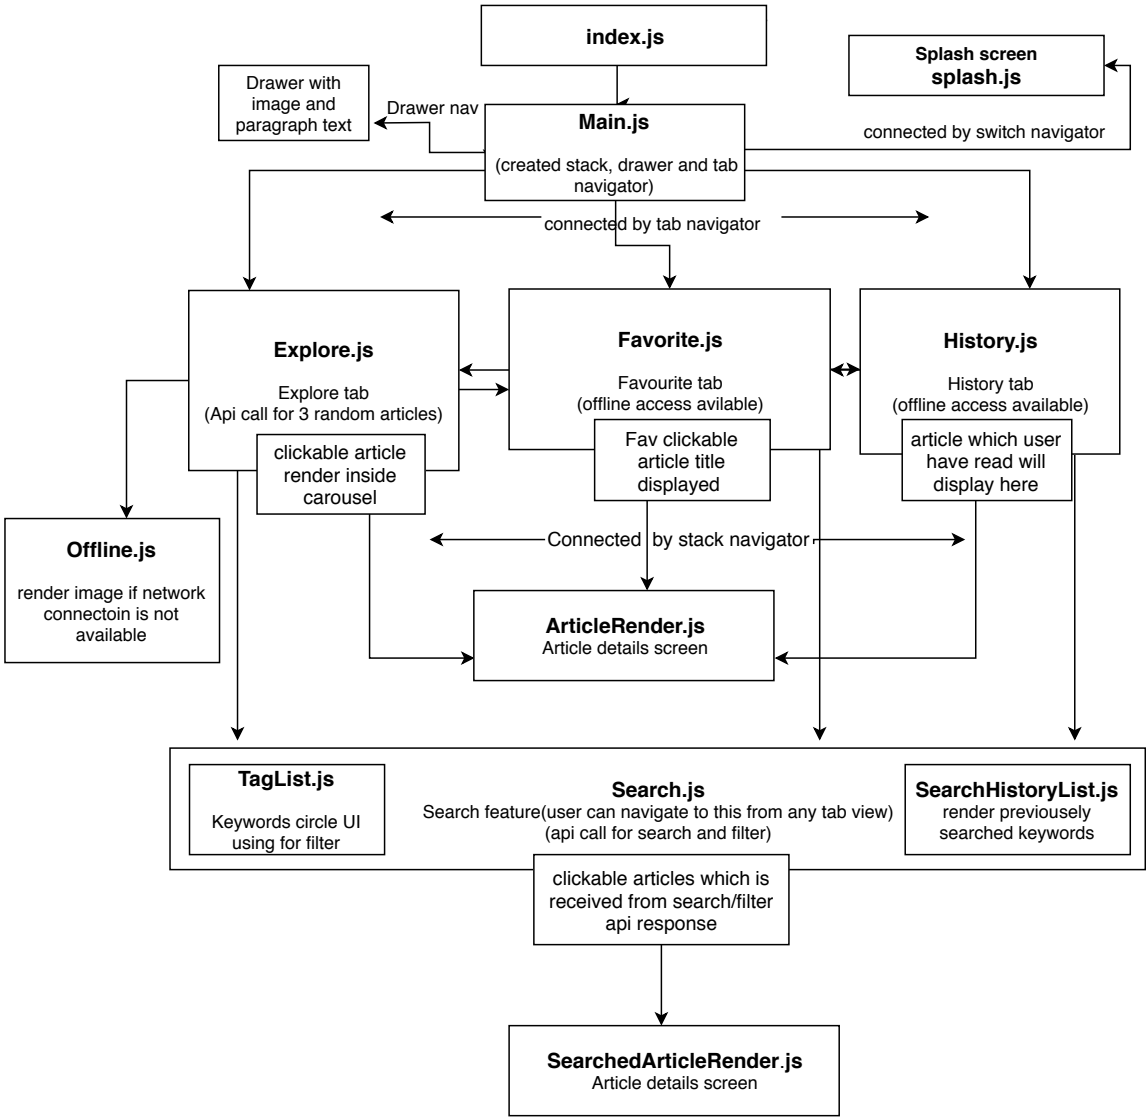 index.js
Splash screen
splash.js
Drawer with
image and
paragraph text
Drawer nav
Main.js
(created stack, drawer and tab
navigator)
connected by switch navigator
connected by tab navigator
Explore.js
Explore tab
(Api call for 3 random articles)
clickable article
render inside
carousel
Favorite.js
Favourite tab
(offline access avilable)
Fav clickable
article title
displayed
History.js
History tab
(offline access available)
article which user
have read will
display here
Offline.js
render image if network
connectoin is not
available
Connected by stack navigator
ArticleRender.js
Article details screen
TagList.js
Keywords circle UI
using for filter
Search.js
Search feature(user can navigate to this from any tab view)
(api call for search and filter)
SearchHistoryList.js
render previousely
searched keywords
clickable articles which is
received from search/filter
api response
SearchedArticleRender.js
Article details screen